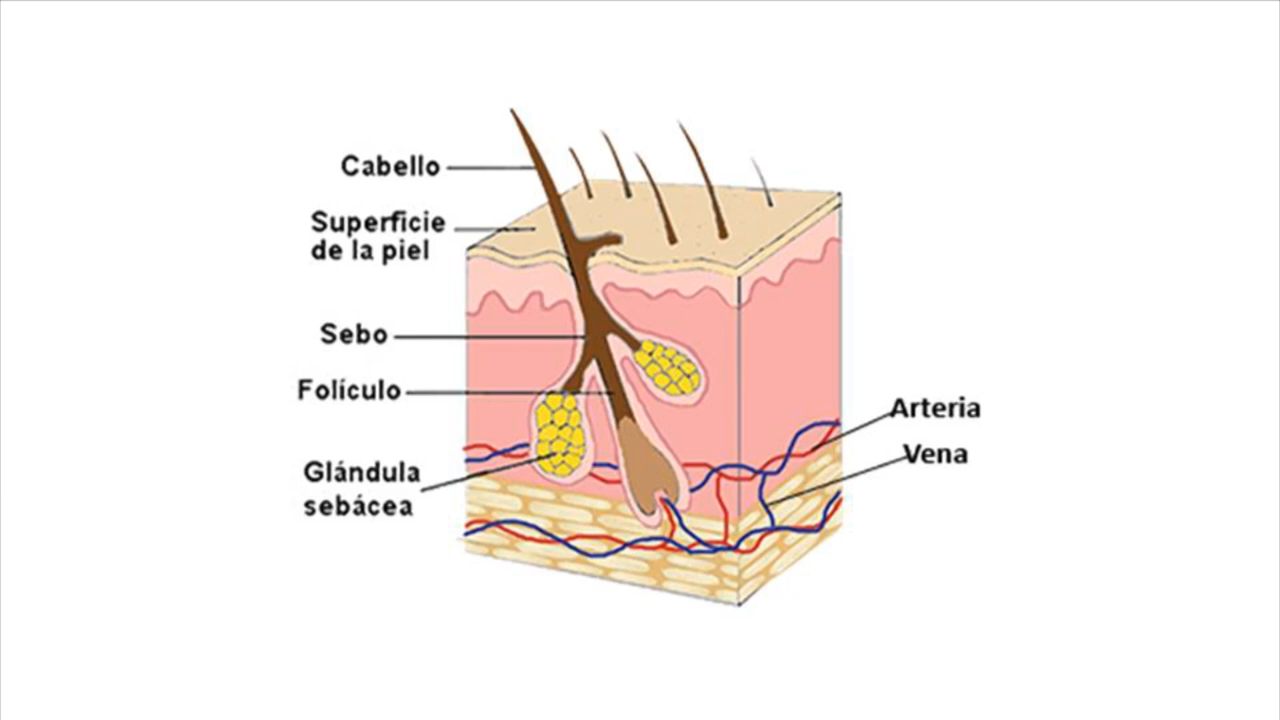 Cabello
Superficie
de la piel
Sebo
Folículo
Glándula
sebácea
Arteria
Vena